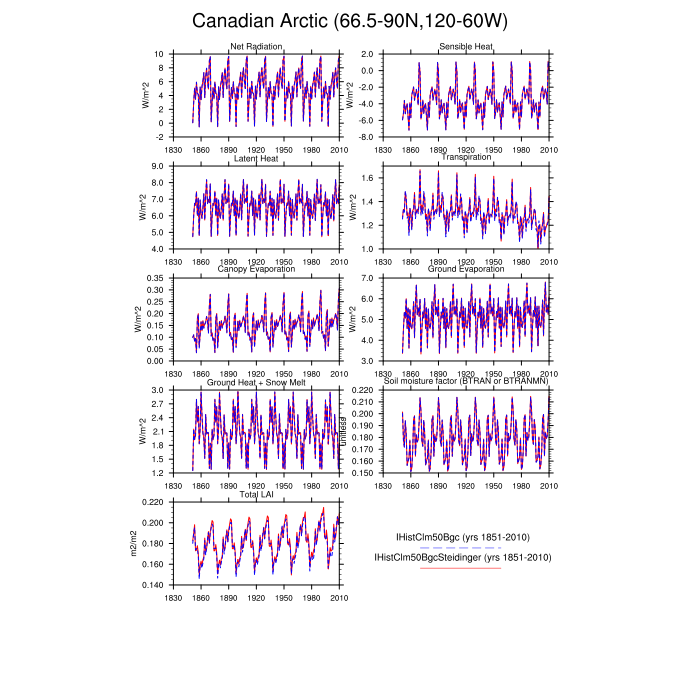 Canadian Arctic (66.5-90N,120-60W)
Net Radiation
Sensible Heat
10
8
6
4
2
0
-2
W/m^2
1830 1860 1890 1920 1950 1980 2010
2.0
0.0
-2.0
-4.0
-6.0
-8.0
W/m^2
1830 1860 1890 1920 1950 1980 2010
Latent Heat
Transpiration
9.0
8.0
7.0
6.0
5.0
4.0
W/m^2
1830 1860 1890 1920 1950 1980 2010
1.6
1.4
1.2
1.0
W/m^2
1830 1860 1890 1920 1950 1980 2010
Canopy Evaporation
Ground Evaporation
0.35
0.30
0.25
0.20
0.15
0.10
0.05
0.00
W/m^2
1830 1860 1890 1920 1950 1980 2010
7.0
6.0
5.0
4.0
3.0
W/m^2
1830 1860 1890 1920 1950 1980 2010
Ground Heat + Snow Melt
Soil moisture factor (BTRAN or BTRANMN)
3.0
2.7
2.4
2.1
1.8
1.5
1.2
W/m^2
1830 1860 1890 1920 1950 1980 2010
0.220
0.210
0.200
0.190
0.180
0.170
0.160
0.150
unitless
1830 1860 1890 1920 1950 1980 2010
Total LAI
0.220
0.200
0.180
0.160
0.140
m2/m2
1830 1860 1890 1920 1950 1980 2010
IHistClm50Bgc (yrs 1851-2010)
IHistClm50BgcSteidinger (yrs 1851-2010)